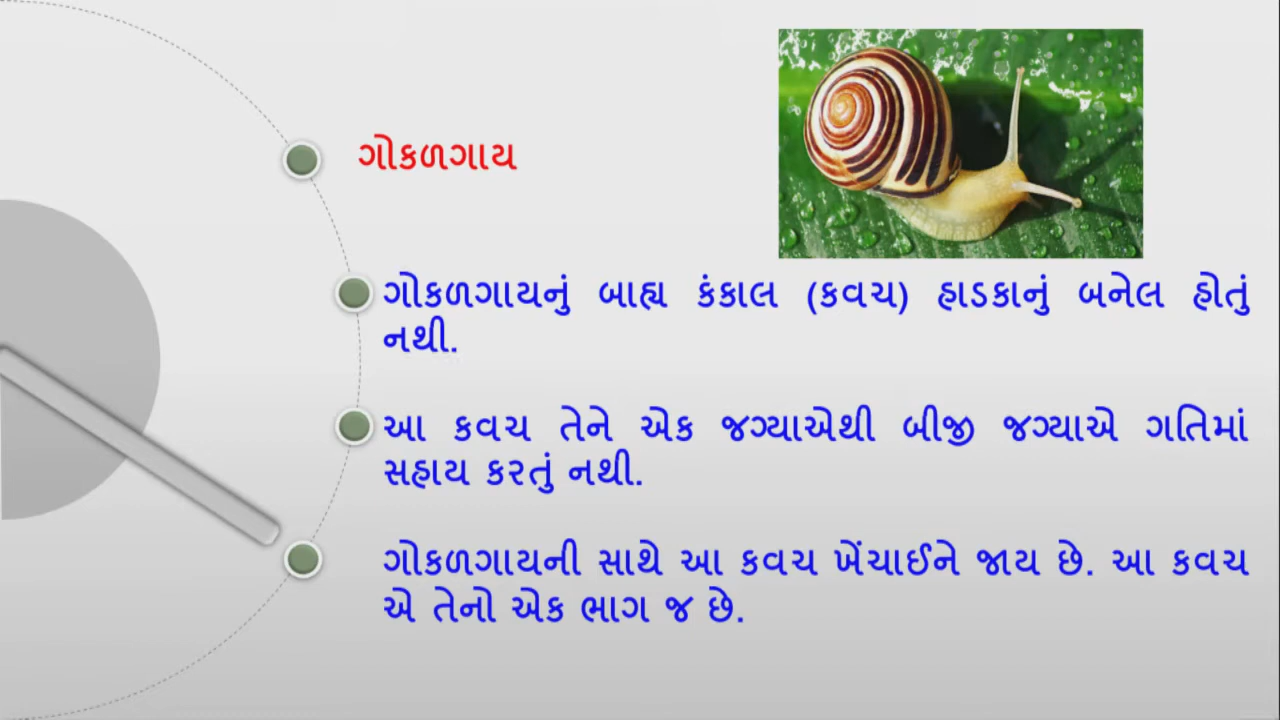 ગોકળગાય
ગોકળગાયનું બાહ્ય કંકાલ (કવચ) હાડકાનું બનેલ હોતું
નથી.
આ કવચ તેને એક જગ્યાએથી બીજી જગ્યાએ ગતિમાં
સહાય કરતું નથી.
ગોકળગાયની સાથે આ કવચ ખેંચાઈને જાય છે. આ કવચ
એ તેનો એક ભાગ જ છે.